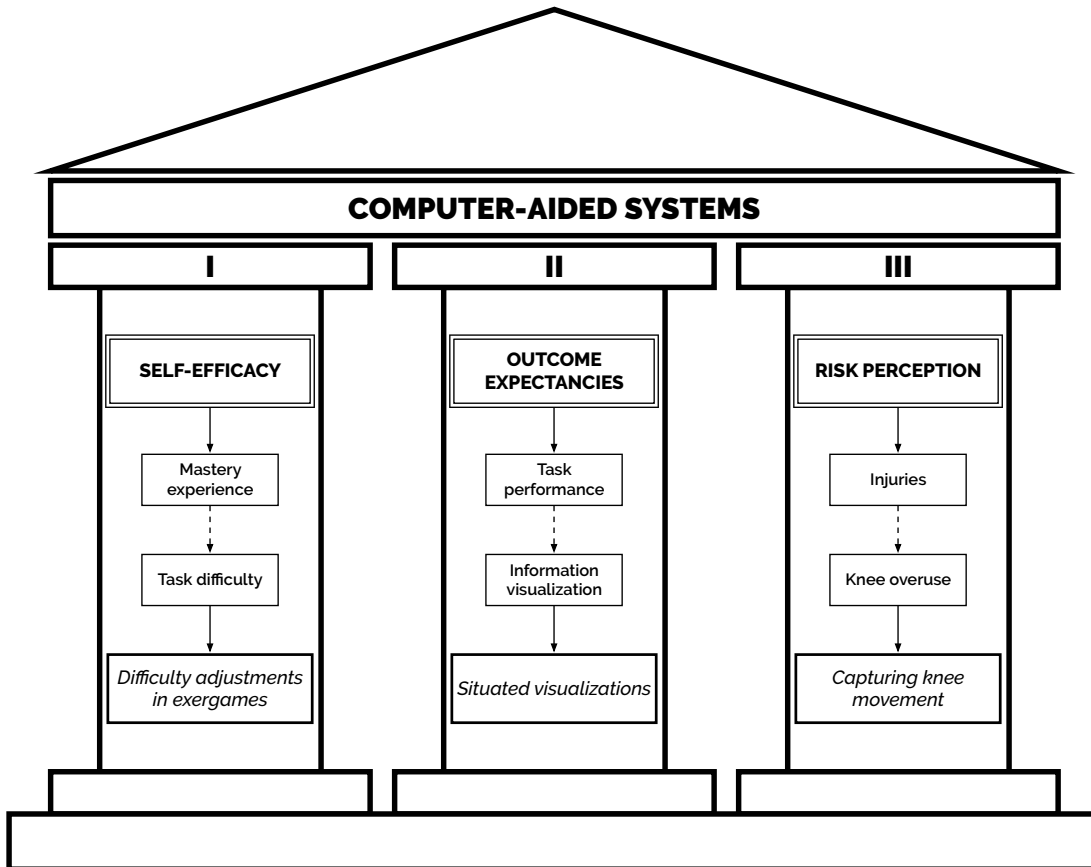 COMPUTER-AIDED SYSTEMS
I
II
III
SELF-EFFICACY
Mastery
experience
Task difficulty
Difficulty adjustments
in exergames
OUTCOME
EXPECTANCIES
Task
performance
Information
visualization
Situated visualizations
RISK PERCEPTION
Injuries
Knee overuse
Capturing knee
movement